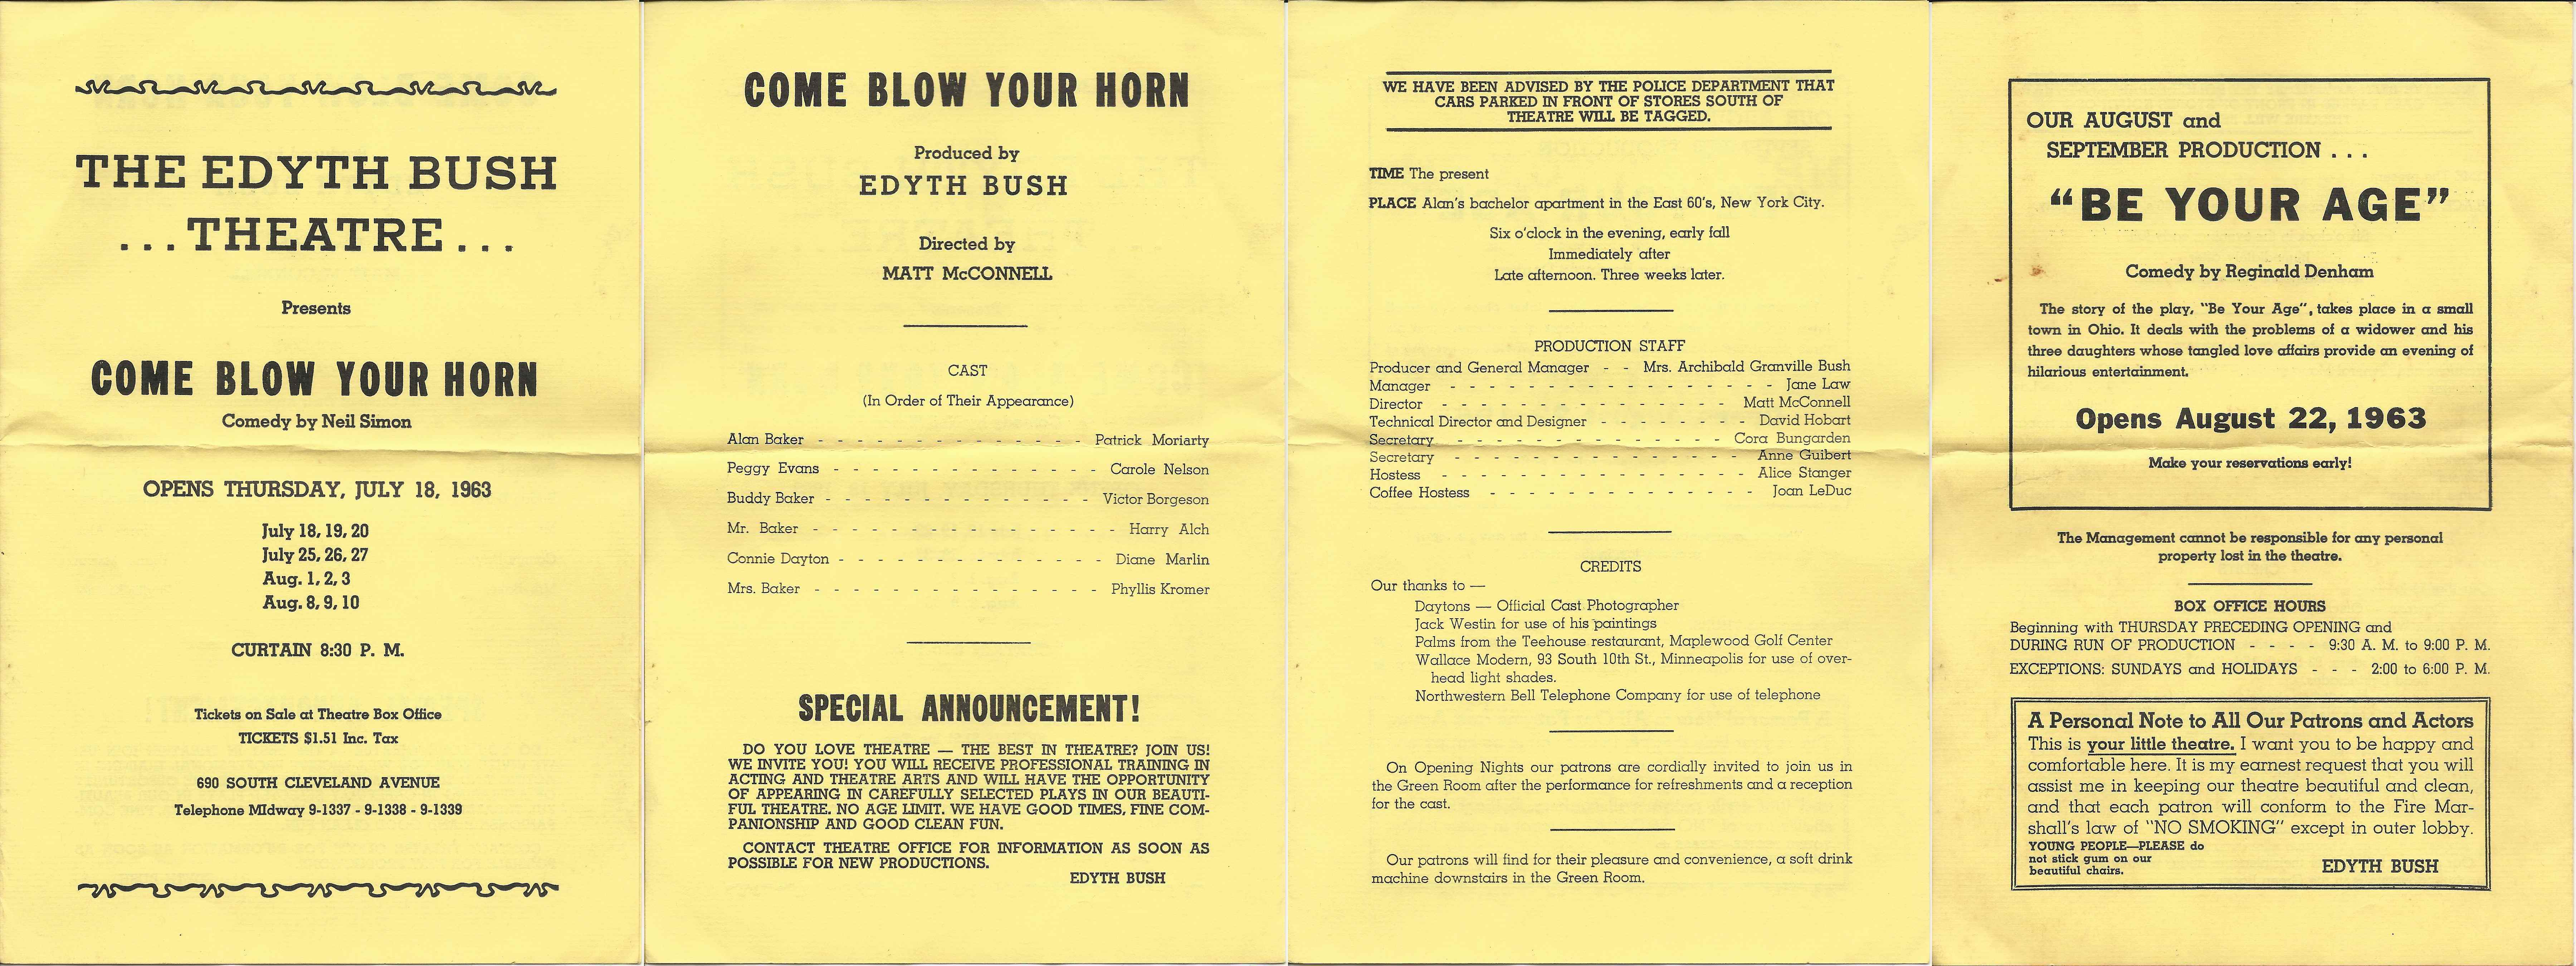 THE EDYTH BUSH
...THEATRE...
Presents
COME BLOW YOUR HORN
Comedy by Neil Simon
OPENS THURSDAY, JULY 18, 1963
July 18, 19, 20
July 25, 26, 27
Aug. 1, 2, 3
Aug. 8, 9, 10
CURTAIN 8:30 P. M.
Tickets on Sale at Theatre Box Office
TICKETS $1.51 Inc. Tax
690 SOUTH CLEVELAND AVENUE
Telephone MIdway 9-1337 - 9-1338 - 9-1339
COME BLOW YOUR HORN
Produced by
EDYTH BUSH
Directed by
MATT McCONNELL
CAST
(In Order of Their Appearance)
Alan Baker - - - - - - - - - - - - - - Patrick Moriarty
Peggy Evans - - - - - - - - - - - - - - Carole Nelson
Buddy Baker - - - - - - - - - - - - - - Victor Borgeson
Mr. Baker - - - - - - - - - - - - - - - - Harry Alch
Connie Dayton - - - - - - - - - - - - - - Diane Marlin
Mrs. Baker - - - - - - - - - - - - - - - Phyllis Kromer
SPECIAL ANNOUNCEMENT!
DO YOU LOVE THEATRE — THE BEST IN THEATRE? JOIN US!
WE INVITE YOU! YOU WILL RECEIVE PROFESSIONAL TRAINING IN
ACTING AND THEATRE ARTS AND WILL HAVE THE OPPORTUNITY
OF APPEARING IN CAREFULLY SELECTED PLAYS IN OUR BEAUTI-
FUL THEATRE. NO AGE LIMIT. WE HAVE GOOD TIMES, FINE COM-
PANIONSHIP AND GOOD CLEAN FUN.
CONTACT THEATRE OFFICE FOR INFORMATION AS SOON AS
POSSIBLE FOR NEW PRODUCTIONS.
EDYTH BUSH
WE HAVE BEEN ADVISED BY THE POLICE DEPARTMENT THAT
CARS PARKED IN FRONT OF STORES SOUTH OF
THEATRE WILL BE TAGGED.
TIME The present
PLACE Alan's bachelor apartment in the East 60's, New York City.
Six o'clock in the evening, early fall
Immediately after
Late afternoon. Three weeks later.
PRODUCTION STAFF
Producer and General Manager - - Mrs. Archibald Granville Bush
Manager - - - - - - - - - - - - - - - - - - Jane Law
Director - - - - - - - - - - - - - - - - Matt McConnell
Technical Director and Designer - - - - - - - - David Hobart
Secretary - - - - - - - - - - - - - - - - Cora Bungarden
Secretary - - - - - - - - - - - - - - - - - Anne Guibert
Hostess - - - - - - - - - - - - - - - - - Alice Stanger
Coffee Hostess - - - - - - - - - - - - - - Joan LeDuc
CREDITS
Our thanks to —
Daytons — Official Cast Photographer
Jack Westin for use of his paintings
Palms from the Teehouse restaurant, Maplewood Golf Center
Wallace Modern, 93 South 10th St., Minneapolis for use of over-
head light shades.
Northwestern Bell Telephone Company for use of telephone
On Opening Nights our patrons are cordially invited to join us in
the Green Room after the performance for refreshments and a reception
for the cast.
Our patrons will find for their pleasure and convenience, a soft drink
machine downstairs in the Green Room.
OUR AUGUST and
SEPTEMBER PRODUCTION . . .
"BE YOUR AGE"
Comedy by Reginald Denham
The story of the play, "Be Your Age", takes place in a small
town in Ohio. It deals with the problems of a widower and his
three daughters whose tangled love affairs provide an evening of
hilarious entertainment.
Opens August 22, 1963
Make your reservations early!
The Management cannot be responsible for any personal
property lost in the theatre.
BOX OFFICE HOURS
Beginning with THURSDAY PRECEDING OPENING and
DURING RUN OF PRODUCTION - - - - 9:30 A. M. to 9:00 P. M.
EXCEPTIONS: SUNDAYS and HOLIDAYS - - - 2:00 to 6:00 P. M.
A Personal Note to All Our Patrons and Actors
This is your little theatre. I want you to be happy and
comfortable here. It is my earnest request that you will
assist me in keeping our theatre beautiful and clean,
and that each patron will conform to the Fire Mar-
shall's law of "NO SMOKING" except in outer lobby.
YOUNG PEOPLE—PLEASE do
not stick gum on our
beautiful chairs.
EDYTH BUSH